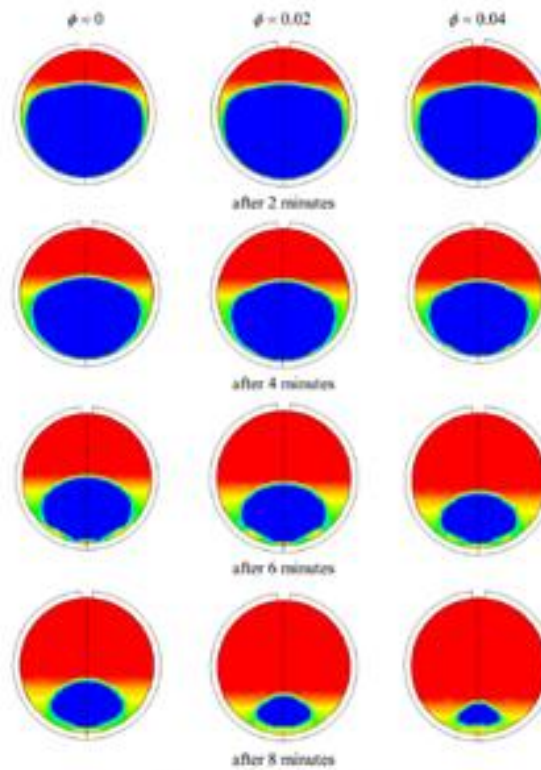 ϕ = 0 ϕ = 0.02 ϕ = 0.04
after 2 minutes
after 4 minutes
after 6 minutes
after 8 minutes